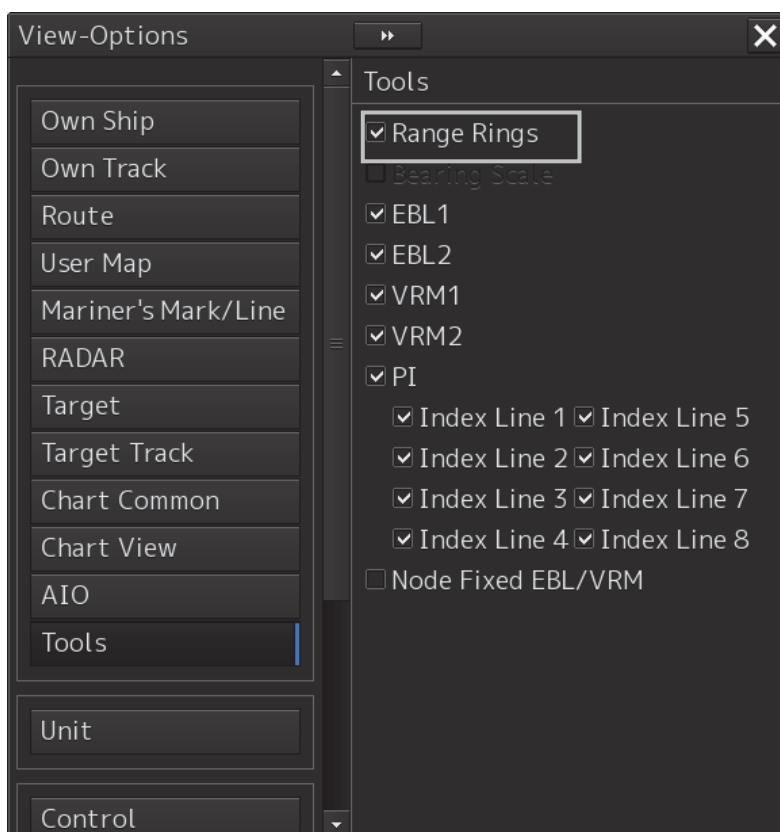 View-Options
Own Ship
Own Track
Route
User Map
Mariner's Mark/Line
RADAR
Target
Target Track
Chart Common
Chart View
AIO
Tools
Unit
Control
Tools
Range Rings
Bearing Scale
EBL1
EBL2
VRM1
VRM2
PI
Index Line 1 Index Line 5
Index Line 2 Index Line 6
Index Line 3 Index Line 7
Index Line 4 Index Line 8
Node Fixed EBL/VRM